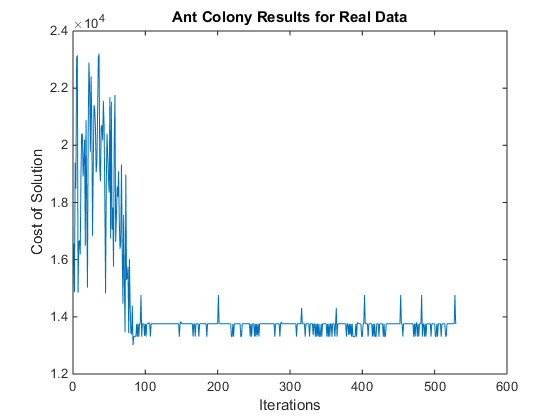 Ant Colony Results for Real Data
×10⁴
2.4
2.2
2
1.8
1.6
1.4
1.2
0 100 200 300 400 500 600
Cost of Solution
Iterations